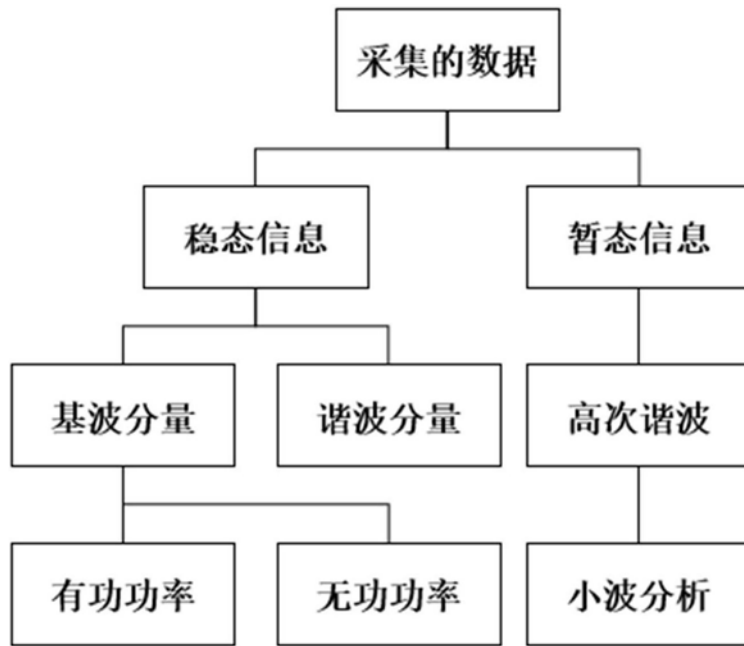 采集的数据
稳态信息
暂态信息
基波分量
谐波分量
高次谐波
有功功率
无功功率
小波分析